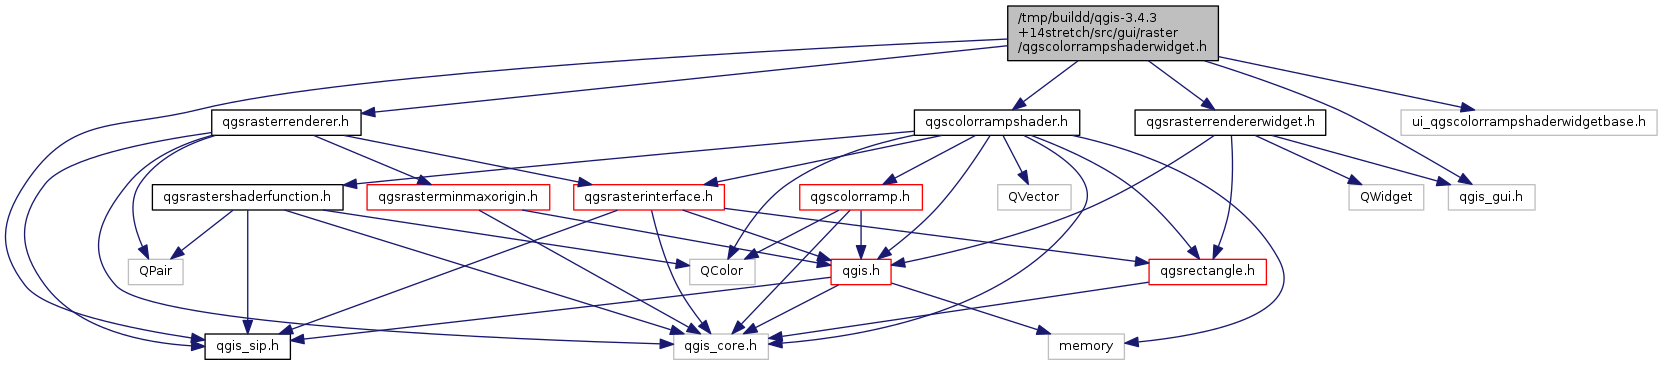 /tmp/buildd/qgis-3.4.3
+14stretch/src/gui/raster
/qgscolorrampshaderwidget.h
qgsrasterrenderer.h
qgscolorrampshader.h
qgsrasterrendererwidget.h
ui_qgscolorrampshaderwidgetbase.h
qgsrastershaderfunction.h
qgsrasterminmaxorigin.h
qgsrasterinterface.h
qgscolorramp.h
QVector
QWidget
qgis_gui.h
QPair
QColor
qgis.h
qgsrectangle.h
qgis_sip.h
qgis_core.h
memory